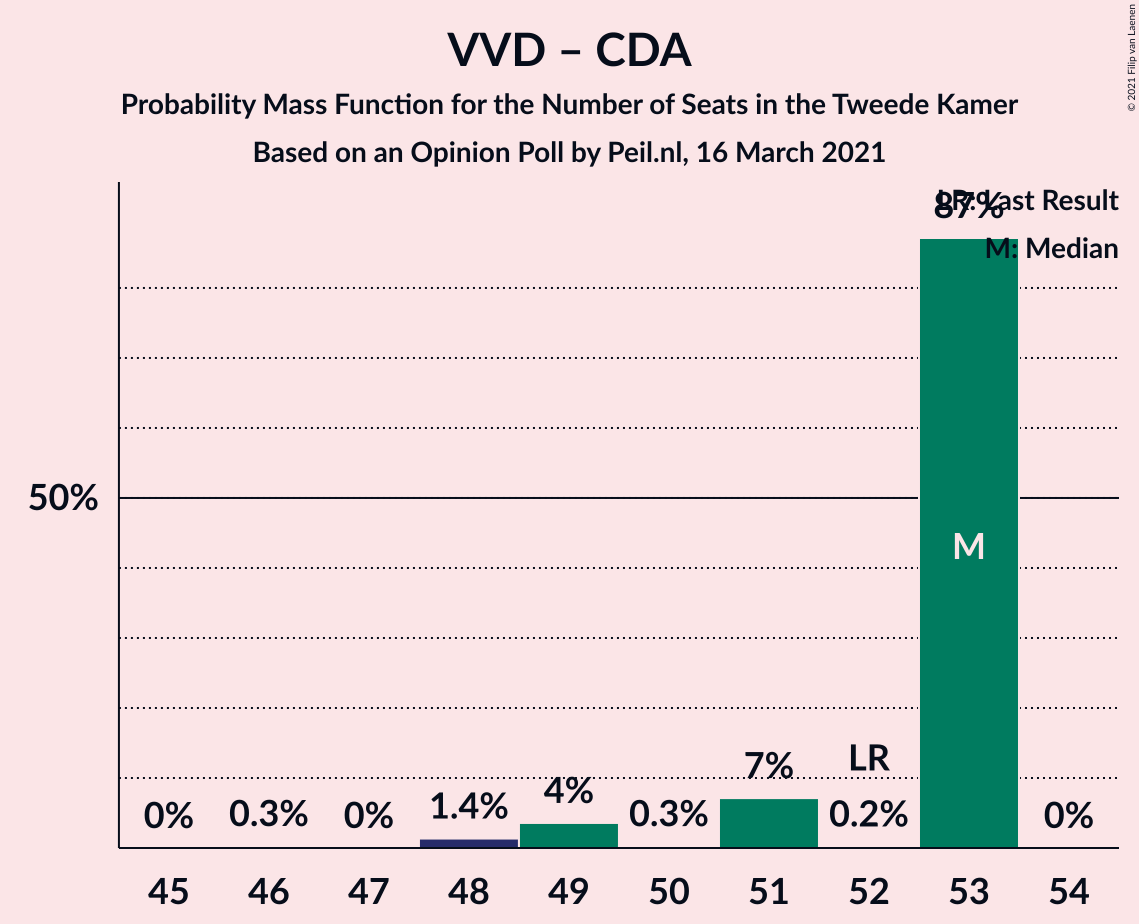 VVD – CDA
Probability Mass Function for the Number of Seats in the Tweede Kamer
Based on an Opinion Poll by Peil.nl, 16 March 2021
© 2021 Filip van Laenen
LR: Last Result
M: Median
87%
50%
M
LR
7%
4%
1.4%
0% 0.3% 0% 0.3% 0.2% 0%
45 46 47 48 49 50 51 52 53 54